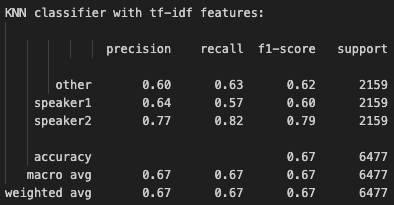 KNN classifier with tf-idf features:
precision recall f1-score support
other 0.60 0.63 0.62 2159
speaker1 0.64 0.57 0.60 2159
speaker2 0.77 0.82 0.79 2159
accuracy 0.67 6477
macro avg 0.67 0.67 0.67 6477
weighted avg 0.67 0.67 0.67 6477